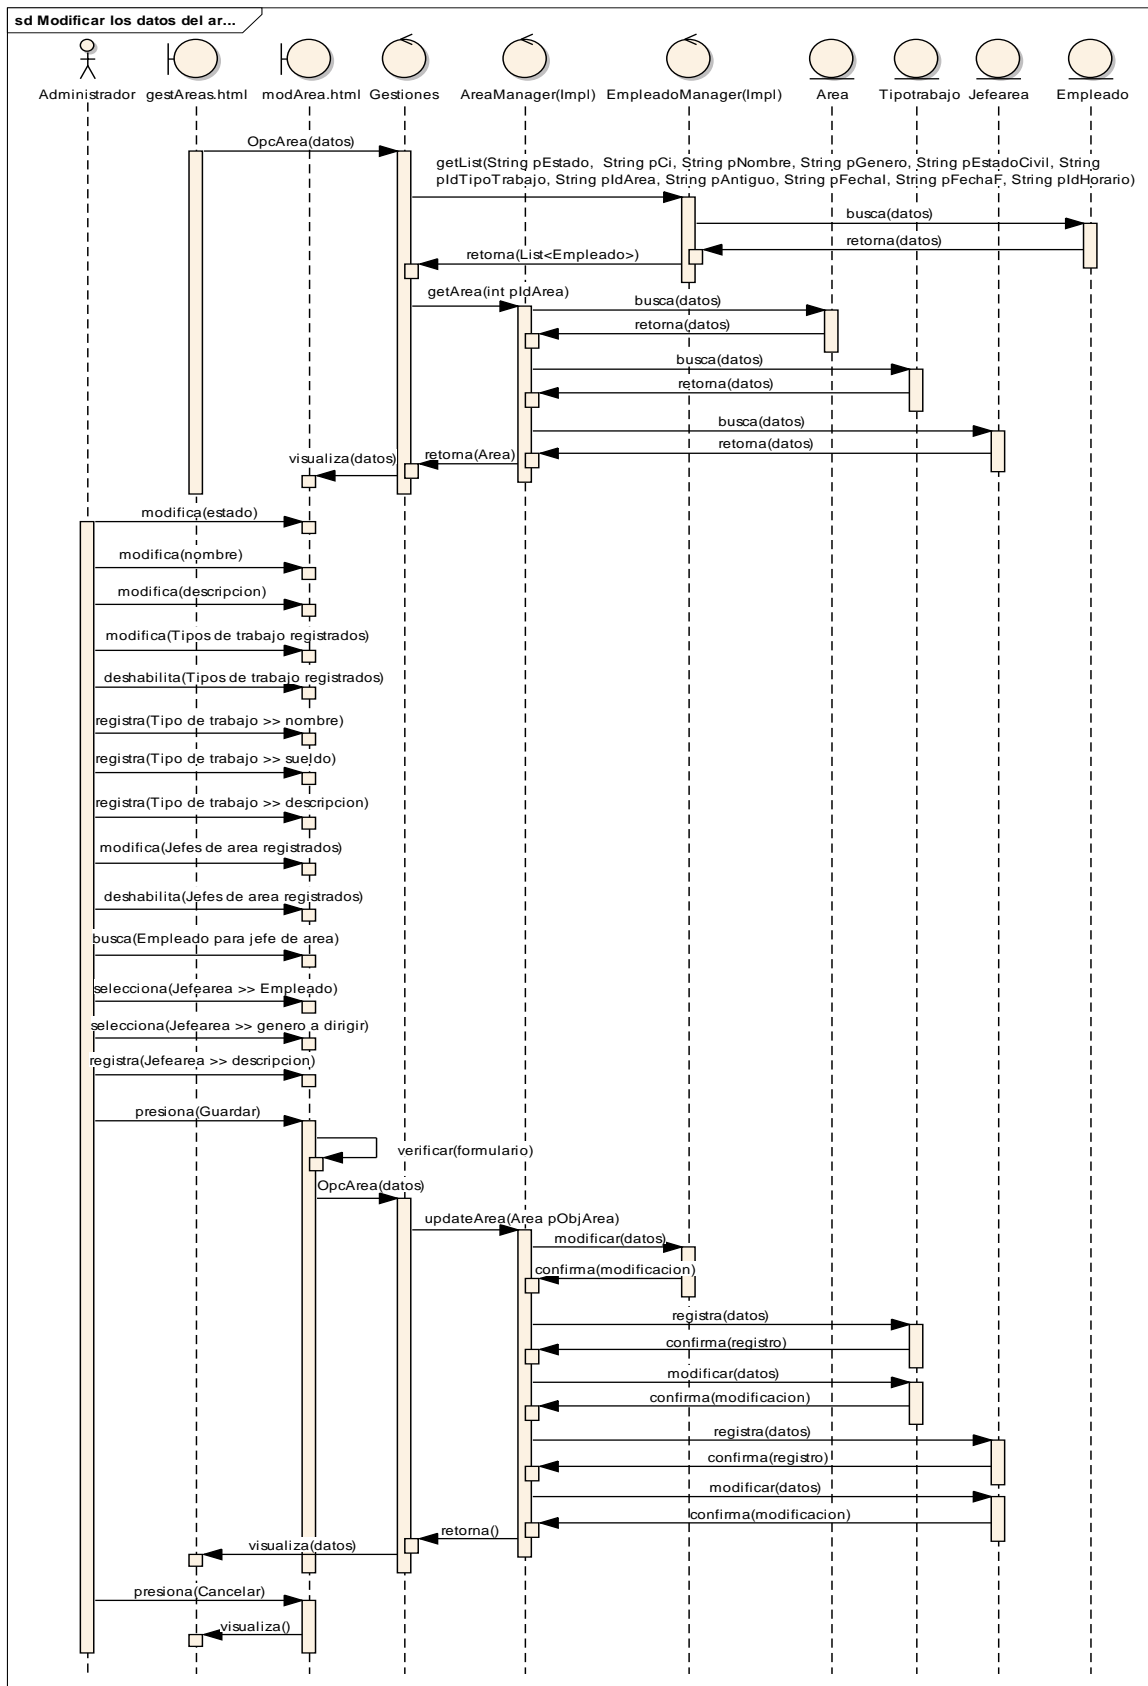 sd Modificar los datos del ar...
Administrador
gestAreas.html
modArea.html
Gestiones
AreaManager(Impl)
EmpleadoManager(Impl)
Area
Tipotrabajo
Jefearea
Empleado
OpcArea(datos)
getList(String pEstado, String pCi, String pNombre, String pGenero, String pEstadoCivil, String
pIdTipoTrabajo, String pIdArea, String pAntiguo, String pFechaI, String pFechaF, String pIdHorario)
busca(datos)
retorna(datos)
retorna(List<Empleado>)
getArea(int pIdArea)
busca(datos)
retorna(datos)
busca(datos)
retorna(datos)
busca(datos)
retorna(datos)
retorna(Area)
visualiza(datos)
modifica(estado)
modifica(nombre)
modifica(descripcion)
modifica(Tipos de trabajo registrados)
deshabilita(Tipos de trabajo registrados)
registra(Tipo de trabajo >> nombre)
registra(Tipo de trabajo >> sueldo)
registra(Tipo de trabajo >> descripcion)
modifica(Jefes de area registrados)
deshabilita(Jefes de area registrados)
busca(Empleado para jefe de area)
selecciona(Jefearea >> Empleado)
selecciona(Jefearea >> genero a dirigir)
registra(Jefearea >> descripcion)
presiona(Guardar)
verificar(formulario)
OpcArea(datos)
updateArea(Area pObjArea)
modificar(datos)
confirma(modificacion)
registra(datos)
confirma(registro)
modificar(datos)
confirma(modificacion)
registra(datos)
confirma(registro)
modificar(datos)
confirma(modificacion)
retorna()
visualiza(datos)
presiona(Cancelar)
visualiza()